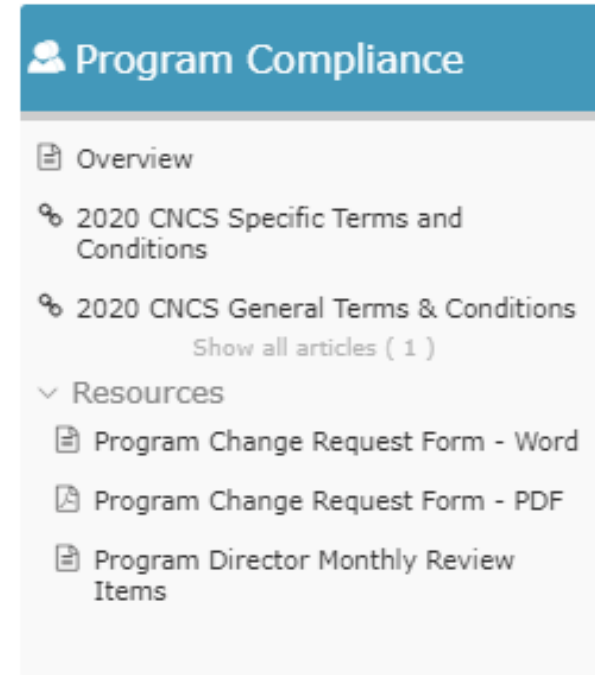 Program Compliance
Overview
2020 CNCS Specific Terms and
Conditions
2020 CNCS General Terms & Conditions
Show all articles ( 1 )
Resources
Program Change Request Form - Word
Program Change Request Form - PDF
Program Director Monthly Review
Items